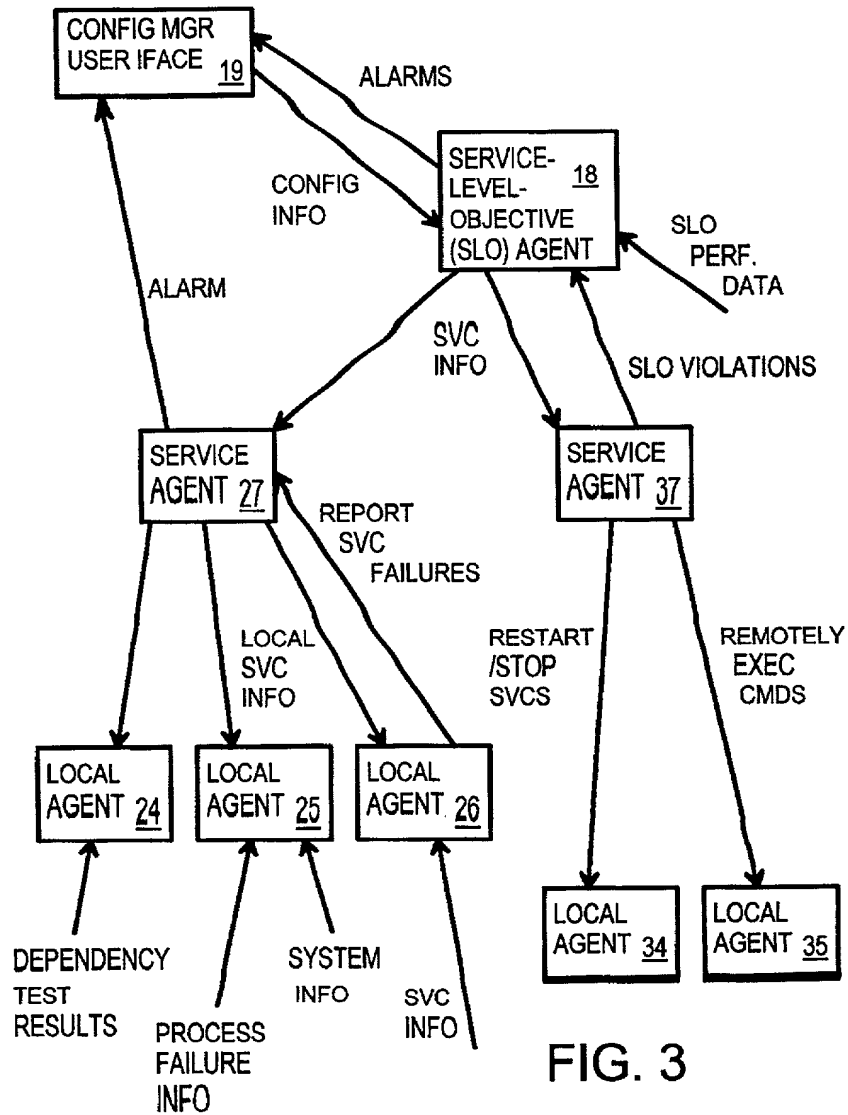 CONFIG MGR
USER IFACE
19
ALARMS
SERVICE-
LEVEL-
OBJECTIVE
(SLO) AGENT
18
CONFIG
INFO
SLO
PERF.
DATA
ALARM
SVC
INFO
SLO VIOLATIONS
SERVICE
AGENT 27
SERVICE
AGENT 37
REPORT
SVC
FAILURES
LOCAL
SVC
INFO
RESTART
/STOP
SVCS
REMOTELY
EXEC
CMDS
LOCAL
AGENT 24
LOCAL
AGENT 25
LOCAL
AGENT 26
LOCAL
AGENT 34
LOCAL
AGENT 35
DEPENDENCY
TEST
RESULTS
PROCESS
FAILURE
INFO
SYSTEM
INFO
SVC
INFO
FIG. 3